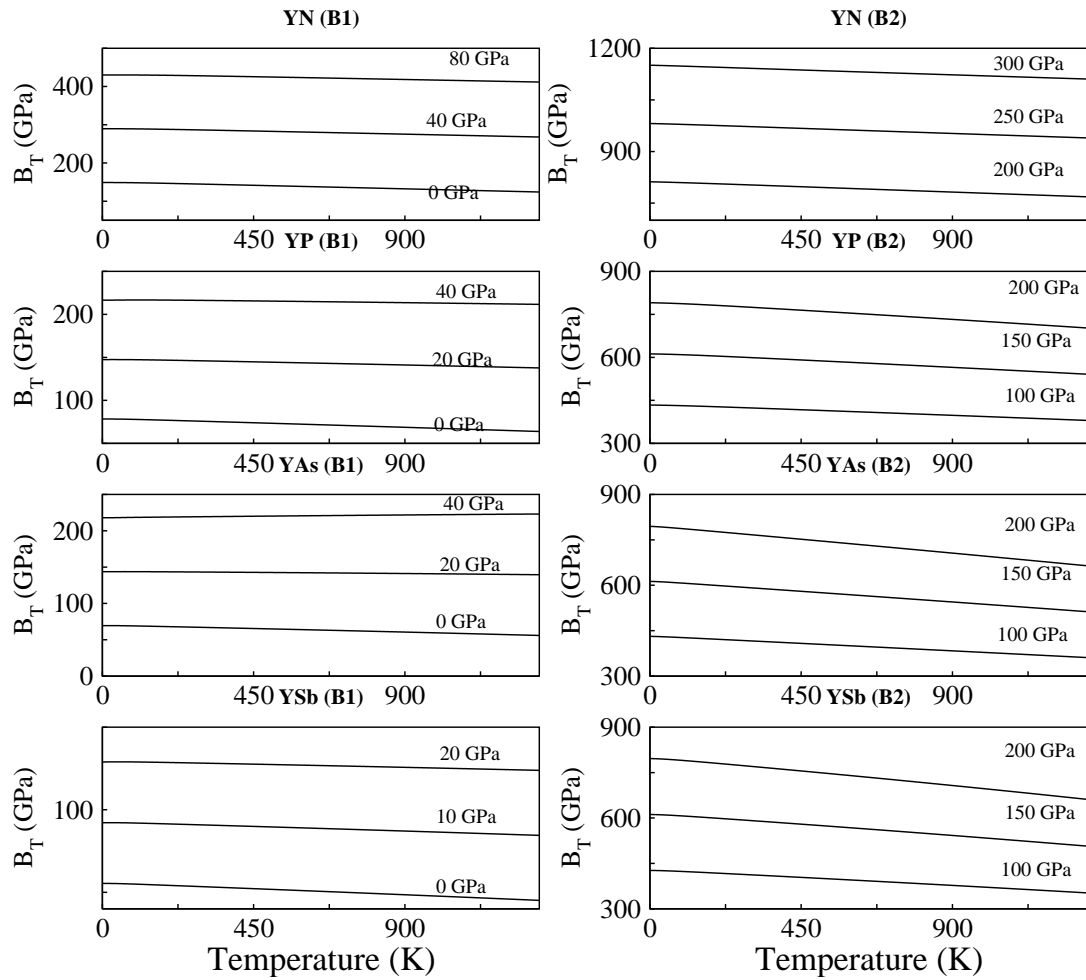 YN (B1)
B_T (GPa)
400
200
80 GPa
40 GPa
0 GPa
0 450 900
YN (B2)
B_T (GPa)
1200
900
300 GPa
250 GPa
200 GPa
0 450 900
YP (B1)
B_T (GPa)
200
100
40 GPa
20 GPa
0 GPa
0 450 900
YP (B2)
B_T (GPa)
900
600
300
200 GPa
150 GPa
100 GPa
0 450 900
YAs (B1)
B_T (GPa)
200
100
0
40 GPa
20 GPa
0 GPa
0 450 900
YAs (B2)
B_T (GPa)
900
600
300
200 GPa
150 GPa
100 GPa
0 450 900
YSb (B1)
B_T (GPa)
100
20 GPa
10 GPa
0 GPa
0 450 900
Temperature (K)
YSb (B2)
B_T (GPa)
900
600
300
200 GPa
150 GPa
100 GPa
0 450 900
Temperature (K)